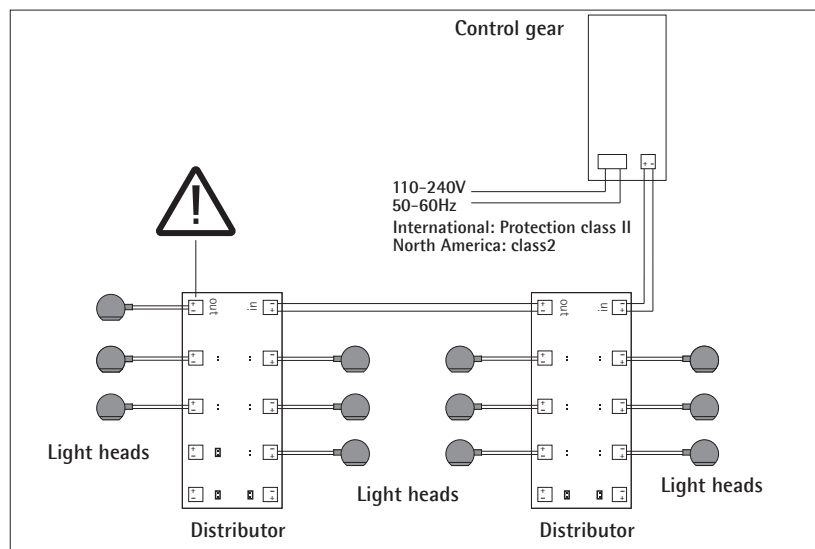 Control gear
+ -
110-240V
50-60Hz
International: Protection class II
North America: class2
!
+ - out in - +
+ - out in - +
+ - - +
+ - - +
+ - - +
+ - - +
+ - - +
+ - - +
Light heads
Light heads
Light heads
+ - - +
+ - - +
Distributor
Distributor